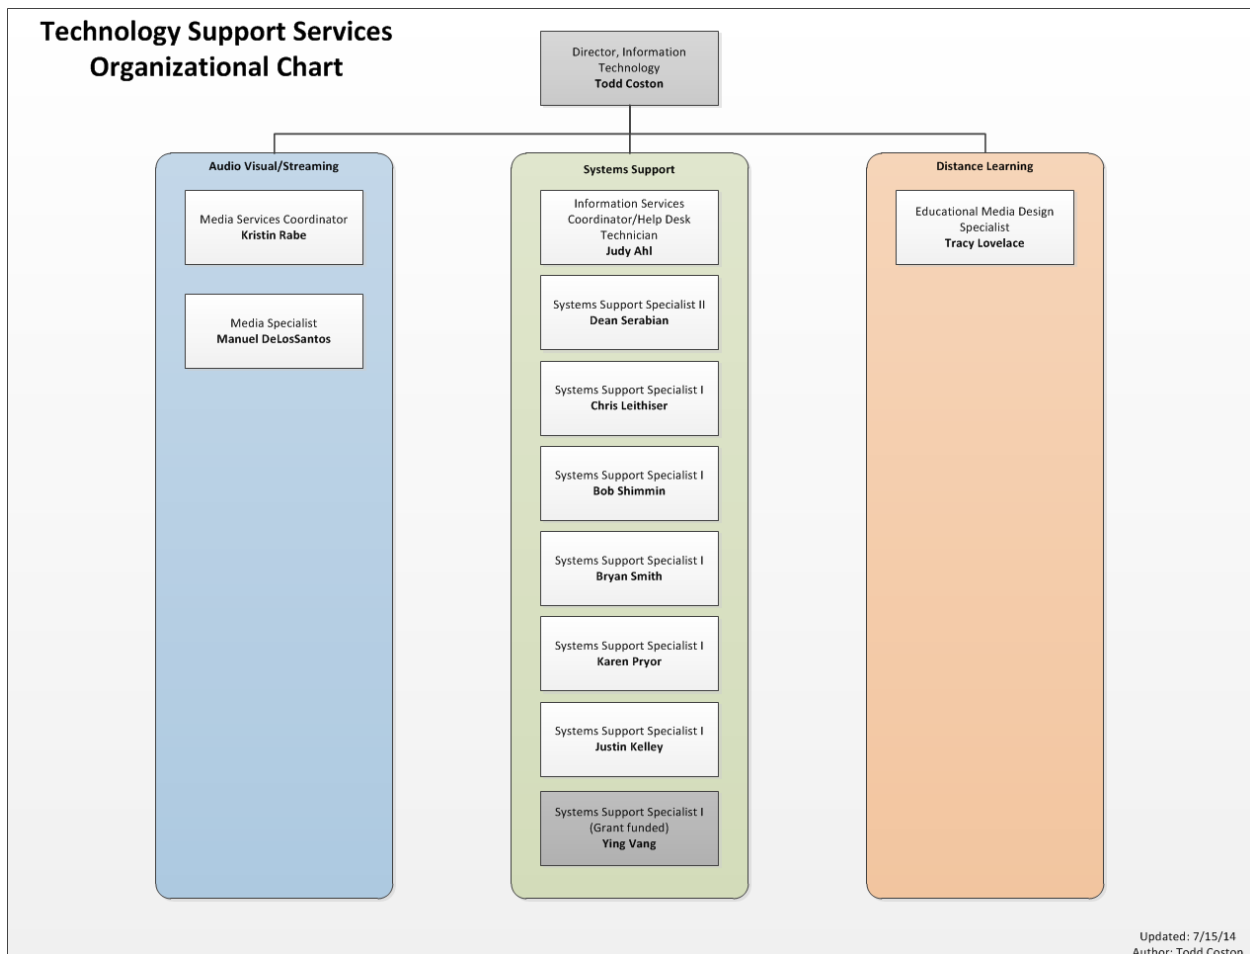 Technology Support Services
Organizational Chart
Director, Information
Technology
Todd Coston
Audio Visual/Streaming
Media Services Coordinator
Kristin Rabe
Media Specialist
Manuel DeLosSantos
Systems Support
Information Services
Coordinator/Help Desk
Technician
Judy Ahl
Systems Support Specialist II
Dean Serabian
Systems Support Specialist I
Chris Leithiser
Systems Support Specialist I
Bob Shimmin
Systems Support Specialist I
Bryan Smith
Systems Support Specialist I
Karen Pryor
Systems Support Specialist I
Justin Kelley
Systems Support Specialist I
(Grant funded)
Ying Vang
Distance Learning
Educational Media Design
Specialist
Tracy Lovelace
Updated: 7/15/14
Author: Todd Coston